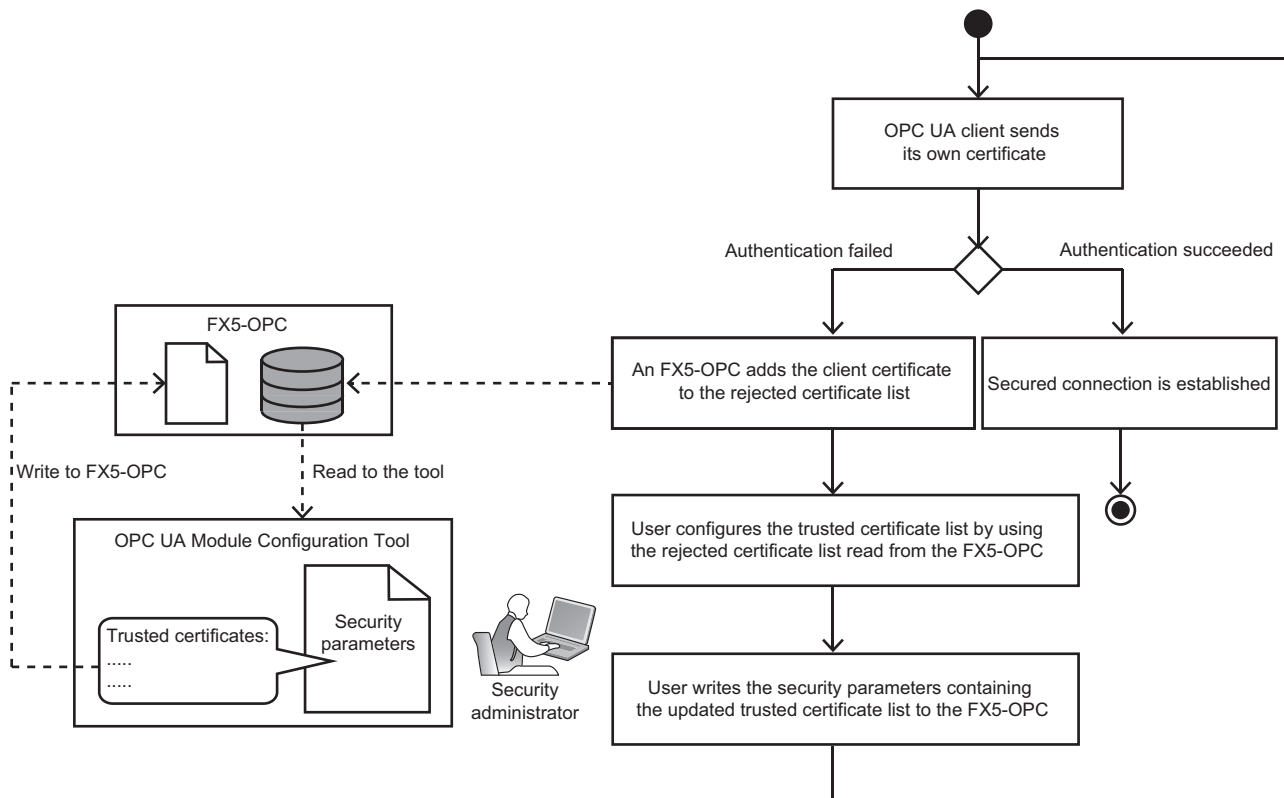 OPC UA client sends
its own certificate
Authentication failed
Authentication succeeded
FX5-OPC
An FX5-OPC adds the client certificate
to the rejected certificate list
Secured connection is established
Write to FX5-OPC
Read to the tool
User configures the trusted certificate list by using
the rejected certificate list read from the FX5-OPC
OPC UA Module Configuration Tool
Trusted certificates:
.....
.....
Security
parameters
Security
administrator
User writes the security parameters containing
the updated trusted certificate list to the FX5-OPC